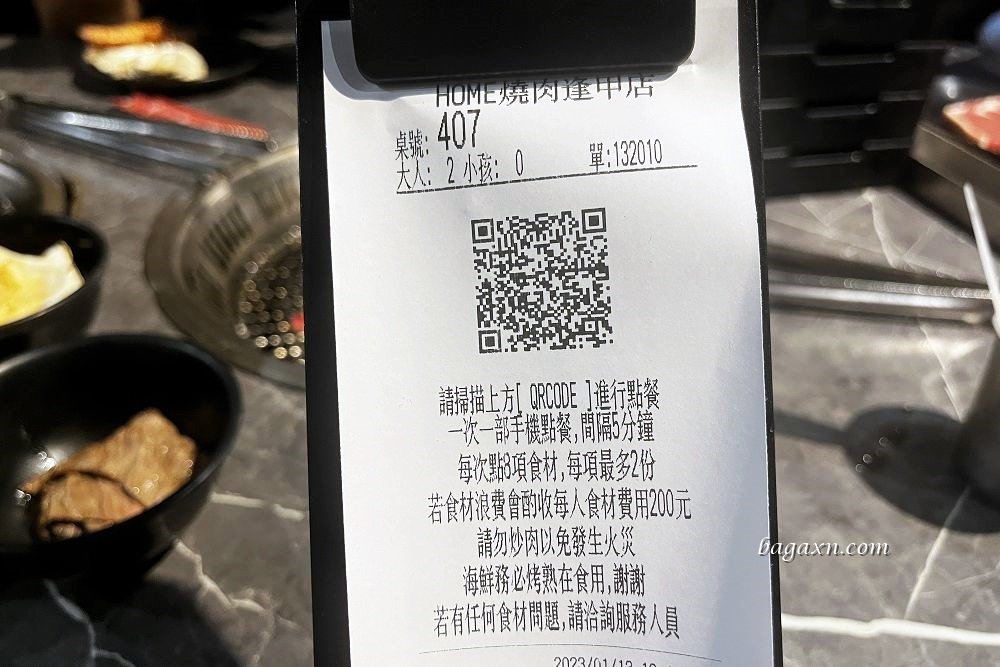 HOME燒肉逢甲店
桌號: 407
大人: 2 小孩: 0 單:132010
請掃描上方[ QRCODE ]進行點餐
一次一部手機點餐,間隔5分鐘
每次點8項食材,每項最多2份
若食材浪費會酌收每人食材費用200元
請勿炒肉以免發生火災
海鮮務必烤熟在食用,謝謝
若有任何食材問題,請洽詢服務人員
2023/01/13
bagaxn.com